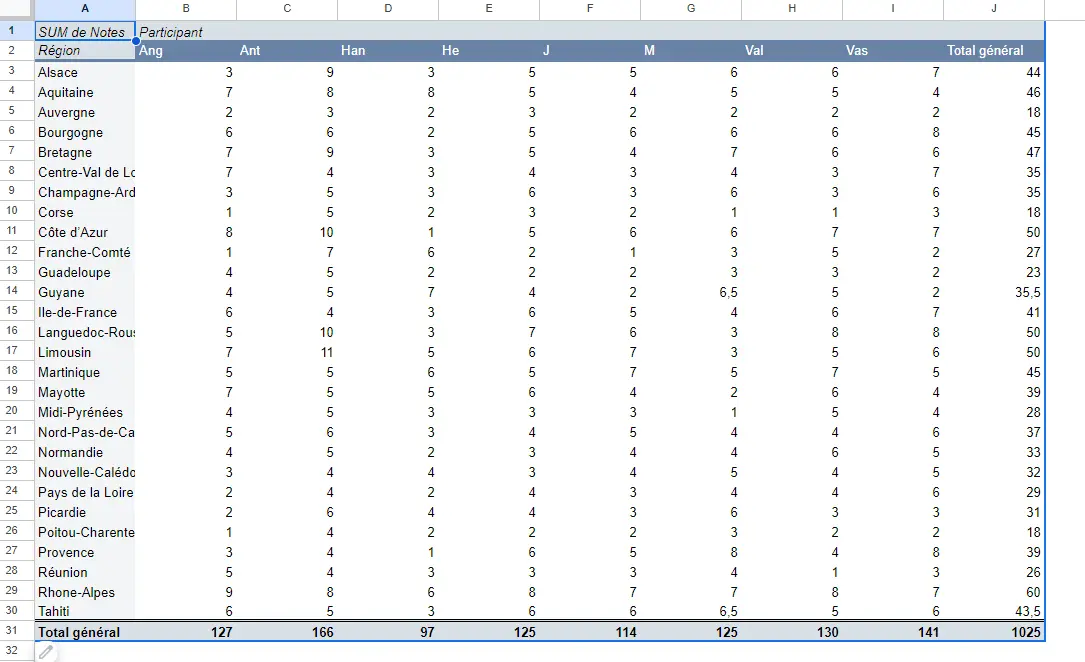 A B C D E F G H I J
1 SUM de Notes Participant
2 Région Ang Ant Han He J M Val Vas Total général
3 Alsace 3 9 3 5 5 6 6 7 44
4 Aquitaine 7 8 8 5 4 5 5 4 46
5 Auvergne 2 3 2 3 2 2 2 2 18
6 Bourgogne 6 6 2 5 6 6 6 8 45
7 Bretagne 7 9 3 5 4 7 6 6 47
8 Centre-Val de Lo 7 4 3 4 3 4 3 7 35
9 Champagne-Ard 3 5 3 6 3 6 3 6 35
10 Corse 1 5 2 3 2 1 1 3 18
11 Côte d'Azur 8 10 1 5 6 6 7 7 50
12 Franche-Comté 1 7 6 2 1 3 5 2 27
13 Guadeloupe 4 5 2 2 2 3 3 2 23
14 Guyane 4 5 7 4 2 6,5 5 2 35,5
15 Ile-de-France 6 4 3 6 5 4 6 7 41
16 Languedoc-Rous 5 10 3 7 6 3 8 8 50
17 Limousin 7 11 5 6 7 3 5 6 50
18 Martinique 5 5 6 5 7 5 7 5 45
19 Mayotte 7 5 5 6 4 2 6 4 39
20 Midi-Pyrénées 4 5 3 3 3 1 5 4 28
21 Nord-Pas-de-Ca 5 6 3 4 5 4 4 6 37
22 Normandie 4 5 2 3 4 4 6 5 33
23 Nouvelle-Calédo 3 4 4 3 4 5 4 5 32
24 Pays de la Loire 2 4 2 4 3 4 4 6 29
25 Picardie 2 6 4 4 3 6 3 3 31
26 Poitou-Charente 1 4 2 2 2 3 2 2 18
27 Provence 3 4 1 6 5 8 4 8 39
28 Réunion 5 4 3 3 3 4 1 3 26
29 Rhone-Alpes 9 8 6 8 7 7 8 7 60
30 Tahiti 6 5 3 6 6 6,5 5 6 43,5
31 Total général 127 166 97 125 114 125 130 141 1025
32